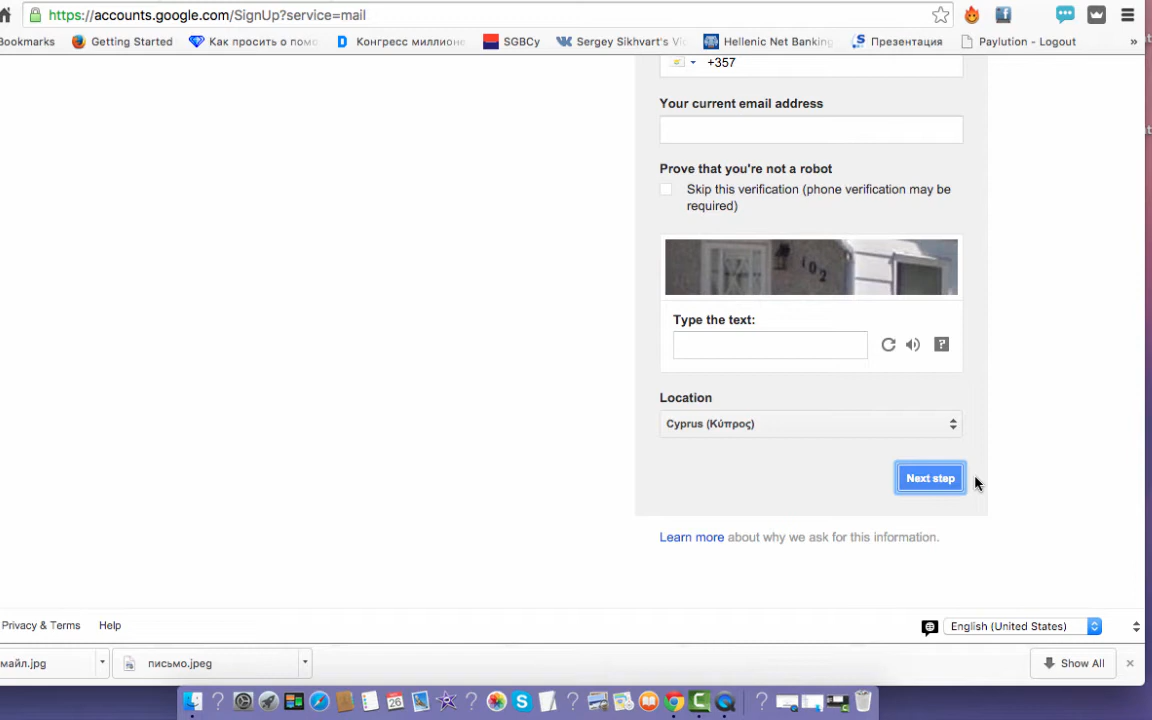 https://accounts.google.com/SignUp?service=mail
Bookmarks Getting Started Как просить о помо Конгресс миллионе SGBCy Sergey Sikhvart's Vi Hellenic Net Banking Презентация Paylution - Logout »
+357
Your current email address
Prove that you're not a robot
Skip this verification (phone verification may be
required)
102
Type the text:
?
Location
Cyprus (Κύπρος)
Next step
Learn more about why we ask for this information.
Privacy & Terms Help English (United States)
майл.jpg письмо.jpeg Show All
26